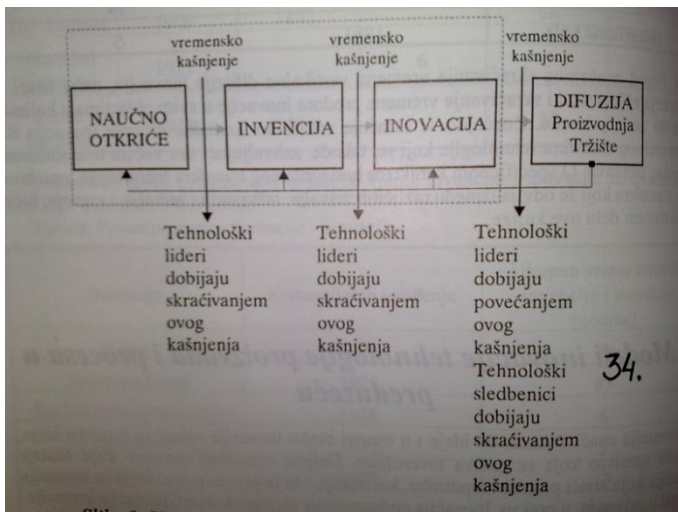 vremensko
kašnjenje
vremensko
kašnjenje
vremensko
kašnjenje
NAUČNO
OTKRIĆE
INVENCIJA
INOVACIJA
DIFUZIJA
Proizvodnja
Tržište
Tehnološki
lideri
dobijaju
skraćivanjem
ovog
kašnjenja
Tehnološki
lideri
dobijaju
skraćivanjem
ovog
kašnjenja
Tehnološki
lideri
dobijaju
povećanjem
ovog
kašnjenja
Tehnološki
sledbenici
dobijaju
skraćivanjem
ovog
kašnjenja
34.